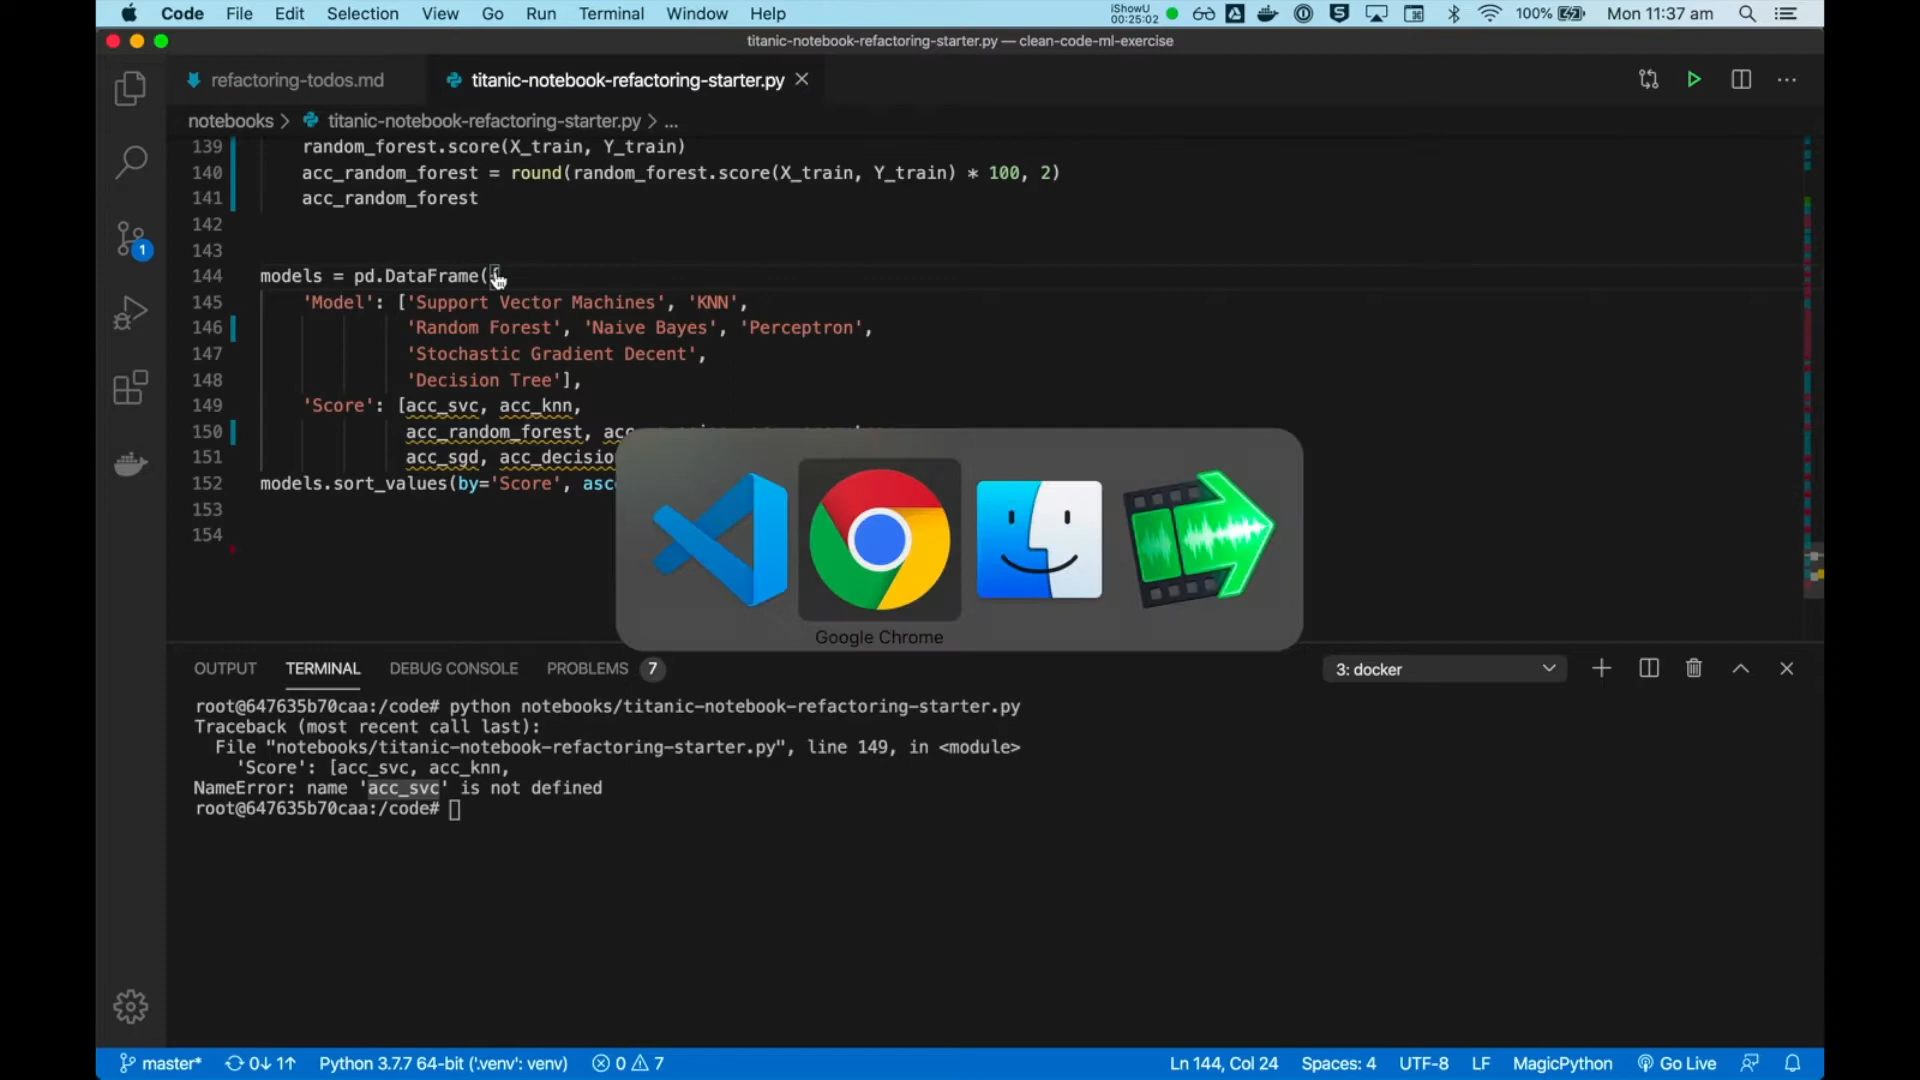 Code File Edit Selection View Go Run Terminal Window Help iShowU 00:25:02 100% Mon 11:37 am
titanic-notebook-refactoring-starter.py — clean-code-ml-exercise
refactoring-todos.md titanic-notebook-refactoring-starter.py
notebooks > titanic-notebook-refactoring-starter.py > ...
139 random_forest.score(X_train, Y_train)
140 acc_random_forest = round(random_forest.score(X_train, Y_train) * 100, 2)
141 acc_random_forest
142
143
144 models = pd.DataFrame({
145 'Model': ['Support Vector Machines', 'KNN',
146 'Random Forest', 'Naive Bayes', 'Perceptron',
147 'Stochastic Gradient Decent',
148 'Decision Tree'],
149 'Score': [acc_svc, acc_knn,
150 acc_random_forest,
151 acc_sgd, acc_decisio
152 models.sort_values(by='Score', asc
153
154
Google Chrome
1
OUTPUT TERMINAL DEBUG CONSOLE PROBLEMS 7 3: docker
root@647635b70caa:/code# python notebooks/titanic-notebook-refactoring-starter.py
Traceback (most recent call last):
File "notebooks/titanic-notebook-refactoring-starter.py", line 149, in <module>
'Score': [acc_svc, acc_knn,
NameError: name 'acc_svc' is not defined
root@647635b70caa:/code#
master* 0↓ 1↑ Python 3.7.7 64-bit ('.venv': venv) 0 7 Ln 144, Col 24 Spaces: 4 UTF-8 LF MagicPython Go Live